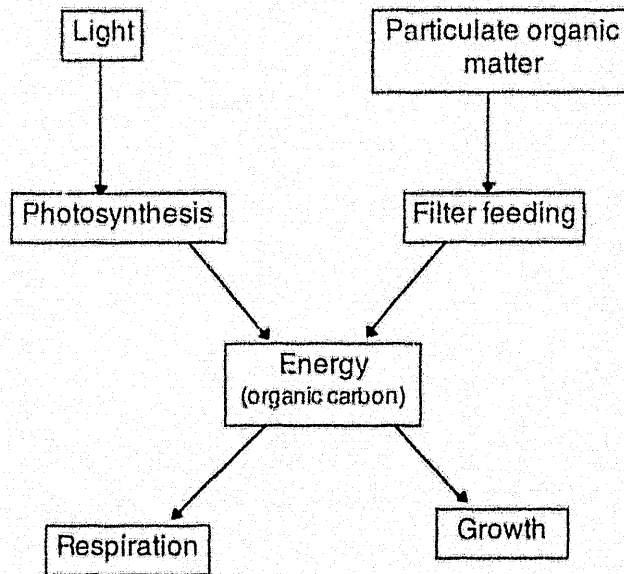 Light
Particulate organic
matter
Photosynthesis
Filter feeding
Energy
(organic carbon)
Respiration
Growth